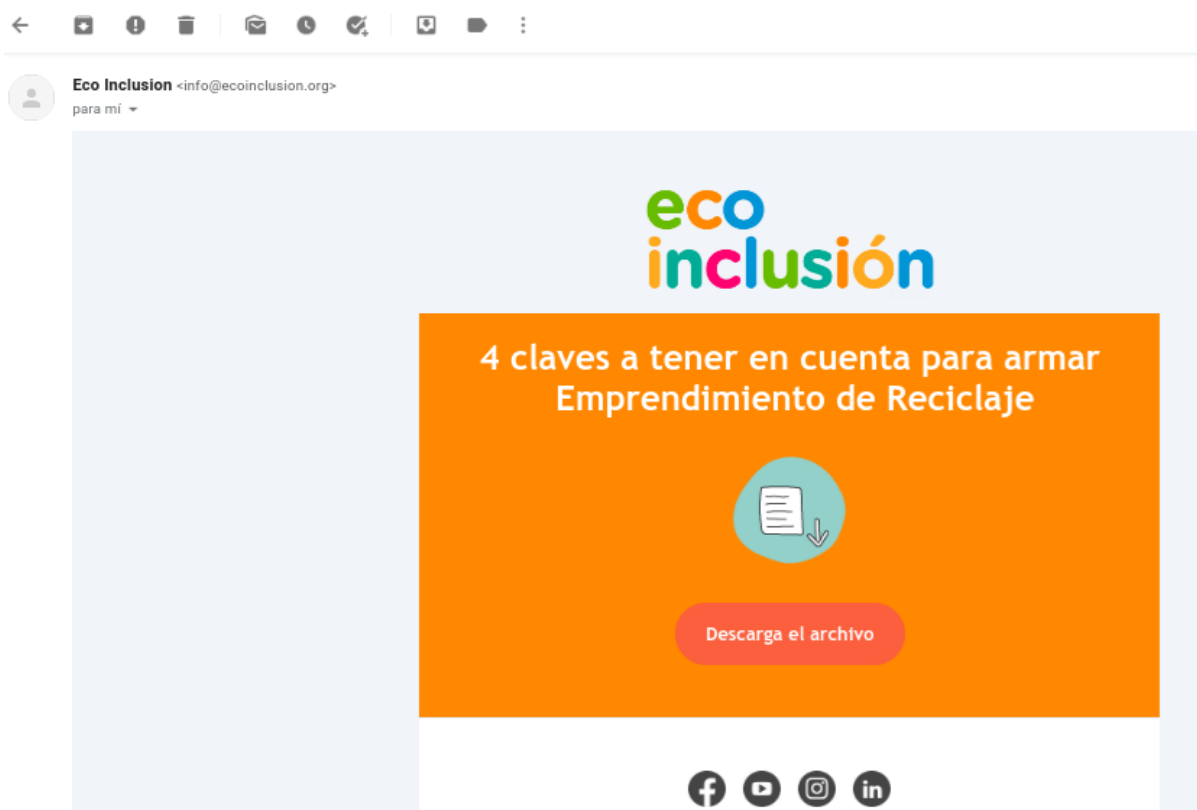 Eco Inclusion <info@ecoinclusion.org>
para mí
eco
inclusión
4 claves a tener en cuenta para armar
Emprendimiento de Reciclaje
Descarga el archivo